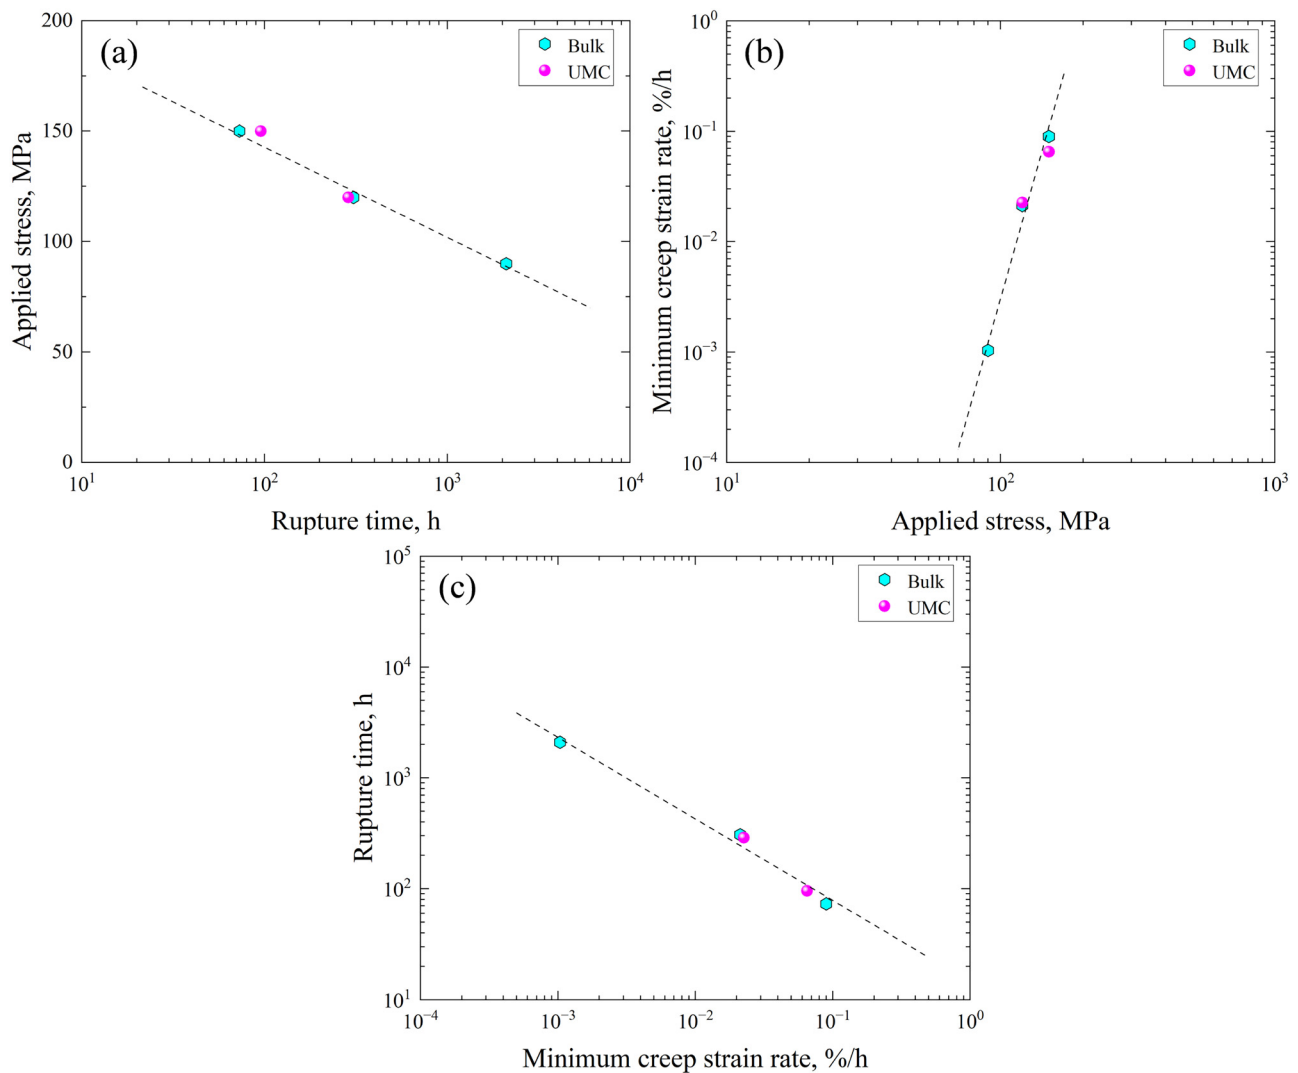 (a)
Bulk
UMC
200
150
100
50
0
10¹
10²
10³
10⁴
Applied stress, MPa
Rupture time, h
(b)
Bulk
UMC
10⁰
10⁻¹
10⁻²
10⁻³
10⁻⁴
10¹
10²
10³
Minimum creep strain rate, %/h
Applied stress, MPa
(c)
Bulk
UMC
10⁵
10⁴
10³
10²
10¹
10⁻⁴
10⁻³
10⁻²
10⁻¹
10⁰
Rupture time, h
Minimum creep strain rate, %/h